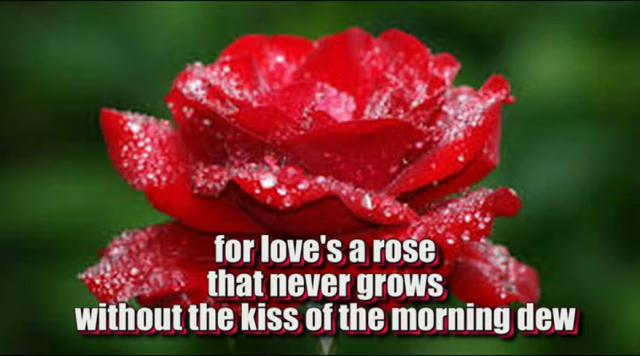 for love's a rose
that never grows
without the kiss of the morning dew